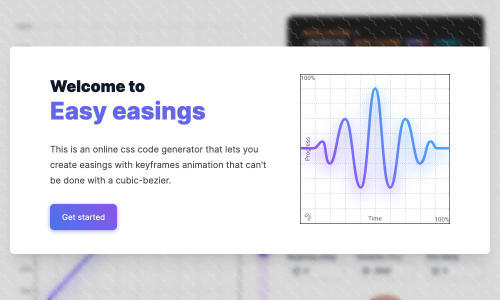 Welcome to
Easy easings
This is an online css code generator that lets you
create easings with keyframes animation that can't
be done with a cubic-bezier.
Get started
100%
Progress
Time
100%